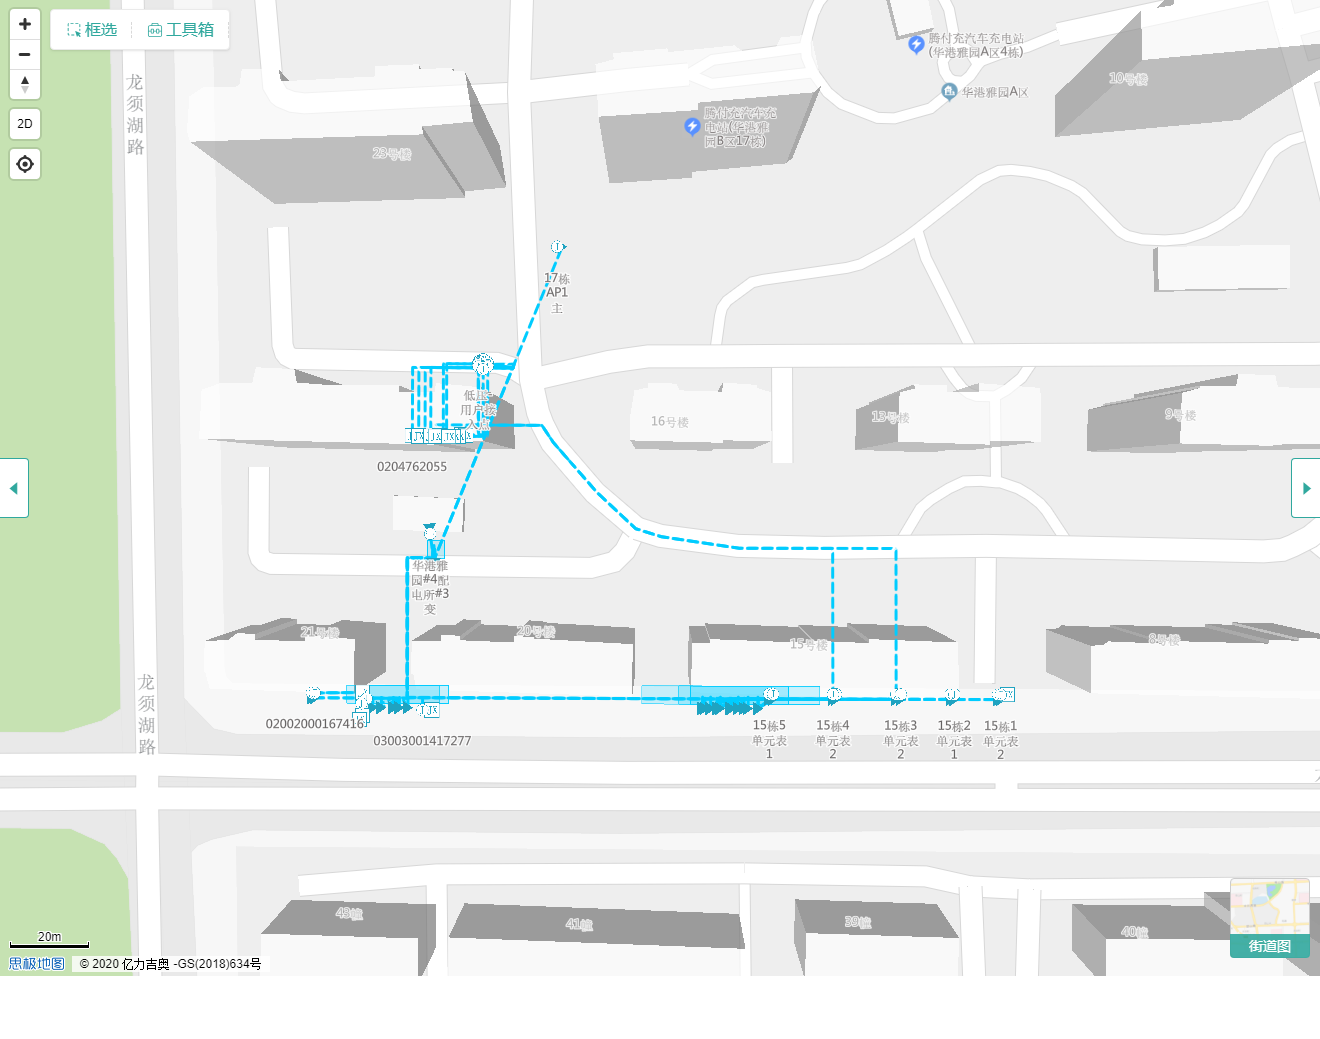 框选
工具箱
2D
龙须湖路
腾付充汽车充电站
(华港雅园A区4栋)
华港雅园A区
10号楼
腾付充汽车充
电站(华港雅
园B区17栋)
23号楼
17栋
AP1
主
低压
用户接
入点
16号楼
13号楼
9号楼
0204762055
华港雅
园#4配
电所#3
变
21号楼
20号楼
15号楼
8号楼
龙须湖路
02002000167416
03003001417277
15栋5
单元表
1
15栋4
单元表
2
15栋3
单元表
2
15栋2
单元表
1
15栋1
单元表
2
43幢
41幢
39幢
40幢
20m
思极地图
© 2020 亿力吉奥 -GS(2018)634号
街道图